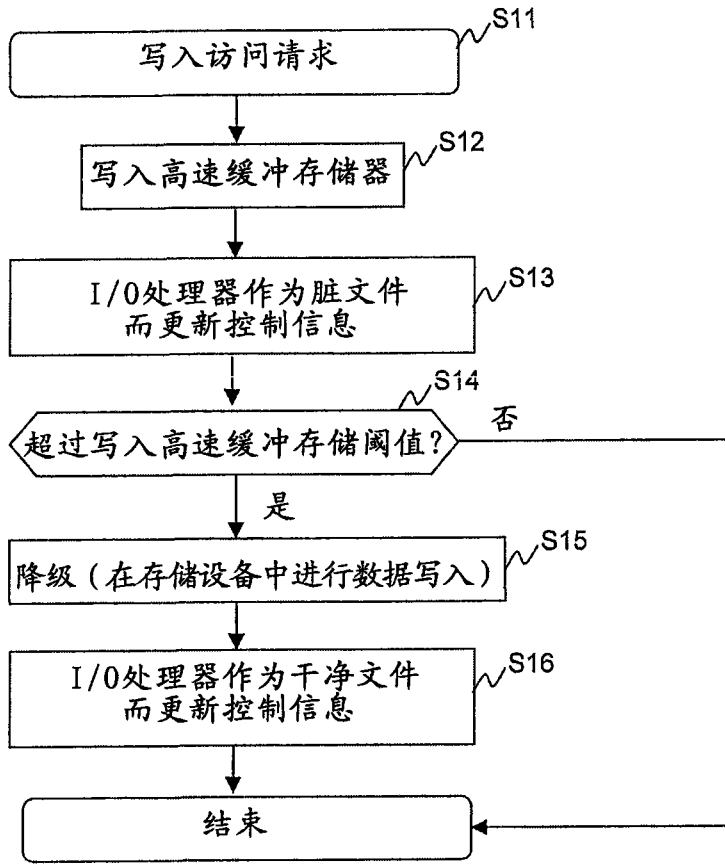 S11
写入访问请求
S12
写入高速缓冲存储器
S13
I/O处理器作为脏文件
而更新控制信息
S14
超过写入高速缓冲存储阈值?
否
是
S15
降级(在存储设备中进行数据写入)
S16
I/O处理器作为干净文件
而更新控制信息
结束